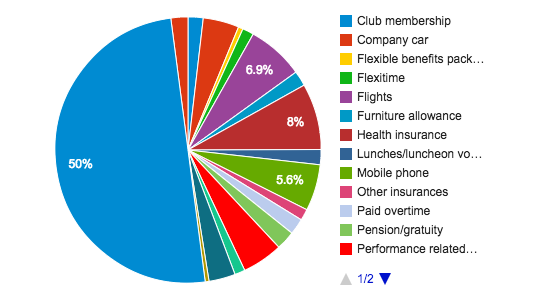 Club membership
Company car
Flexible benefits pack…
Flexitime
Flights
Furniture allowance
Health insurance
Lunches/luncheon vo…
Mobile phone
Other insurances
Paid overtime
Pension/gratuity
Performance related…
1/2
6.9%
8%
5.6%
50%